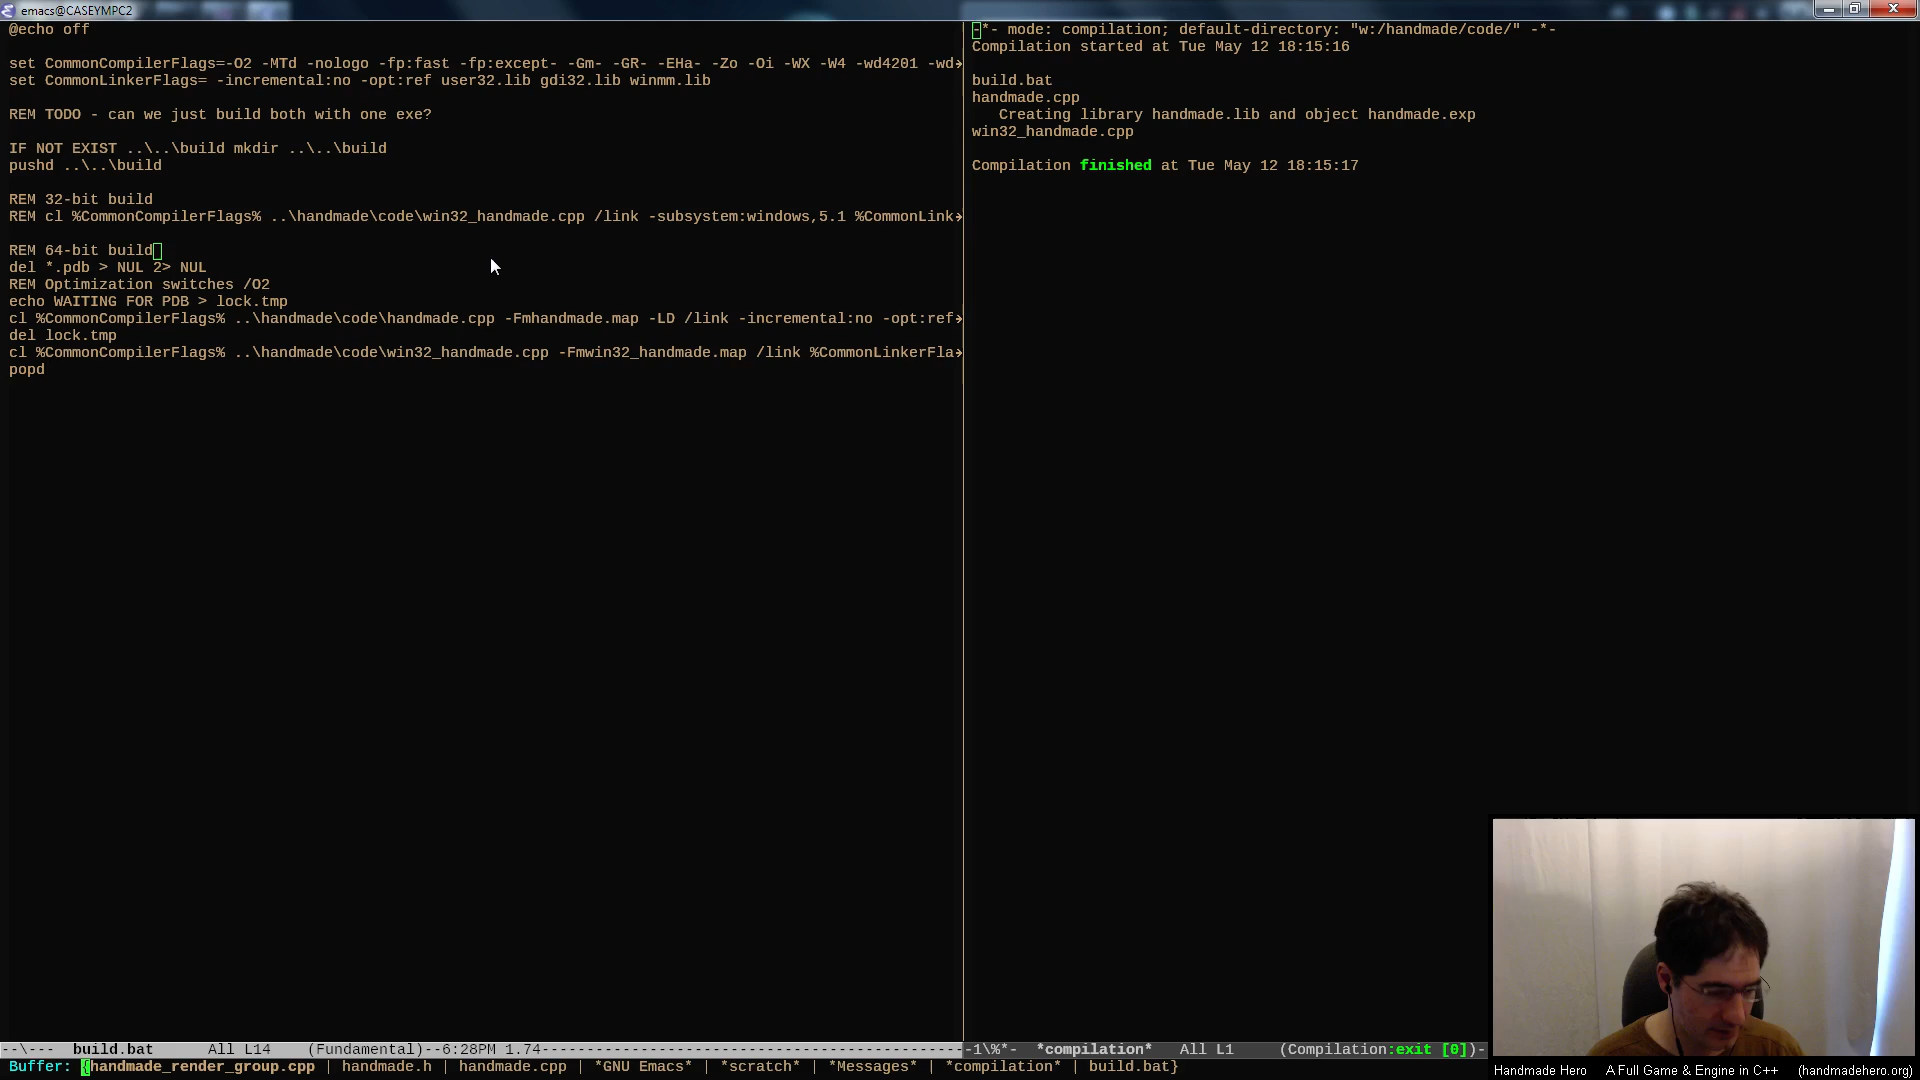 emacs@CASEYMPC2
@echo off
set CommonCompilerFlags=-O2 -MTd -nologo -fp:fast -fp:except- -Gm- -GR- -EHa- -Zo -Oi -WX -W4 -wd4201 -wd
set CommonLinkerFlags= -incremental:no -opt:ref user32.lib gdi32.lib winmm.lib
REM TODO - can we just build both with one exe?
IF NOT EXIST ..\..\build mkdir ..\..\build
pushd ..\..\build
REM 32-bit build
REM cl %CommonCompilerFlags% ..\handmade\code\win32_handmade.cpp /link -subsystem:windows,5.1 %CommonLink
REM 64-bit build
del *.pdb > NUL 2> NUL
REM Optimization switches /O2
echo WAITING FOR PDB > lock.tmp
cl %CommonCompilerFlags% ..\handmade\code\handmade.cpp -Fmhandmade.map -LD /link -incremental:no -opt:ref
del lock.tmp
cl %CommonCompilerFlags% ..\handmade\code\win32_handmade.cpp -Fmwin32_handmade.map /link %CommonLinkerFla
popd
--\--- build.bat All L14 (Fundamental)--6:28PM 1.74----------------------------------------------
-*- mode: compilation; default-directory: "w:/handmade/code/" -*-
Compilation started at Tue May 12 18:15:16
build.bat
handmade.cpp
Creating library handmade.lib and object handmade.exp
win32_handmade.cpp
Compilation finished at Tue May 12 18:15:17
-1\%*- *compilation* All L1 (Compilation:exit [0])-
Buffer: {handmade_render_group.cpp | handmade.h | handmade.cpp | *GNU Emacs* | *scratch* | *Messages* | *compilation* | build.bat}
Handmade Hero A Full Game & Engine in C++ (handmadehero.org)